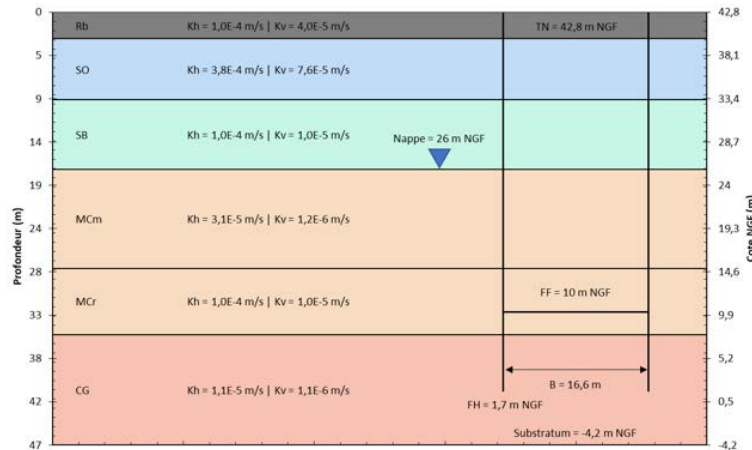 0 42,8
Rb Kh = 1,0E-4 m/s | Kv = 4,0E-5 m/s TN = 42,8 m NGF
5 38,1
SO Kh = 3,8E-4 m/s | Kv = 7,6E-5 m/s
9 33,4
14 28,7
SB Kh = 1,0E-4 m/s | Kv = 1,0E-5 m/s Nappe = 26 m NGF
19 24
MCm Kh = 3,1E-5 m/s | Kv = 1,2E-6 m/s
24 19,3
28 14,6
MCr Kh = 1,0E-4 m/s | Kv = 1,0E-5 m/s FF = 10 m NGF
33 9,9
38 5,2
CG Kh = 1,1E-5 m/s | Kv = 1,1E-6 m/s B = 16,6 m
42 0,5
FH = 1,7 m NGF
Substratum = -4,2 m NGF
47 -4,2
Profondeur (m)
Cote NGF (m)